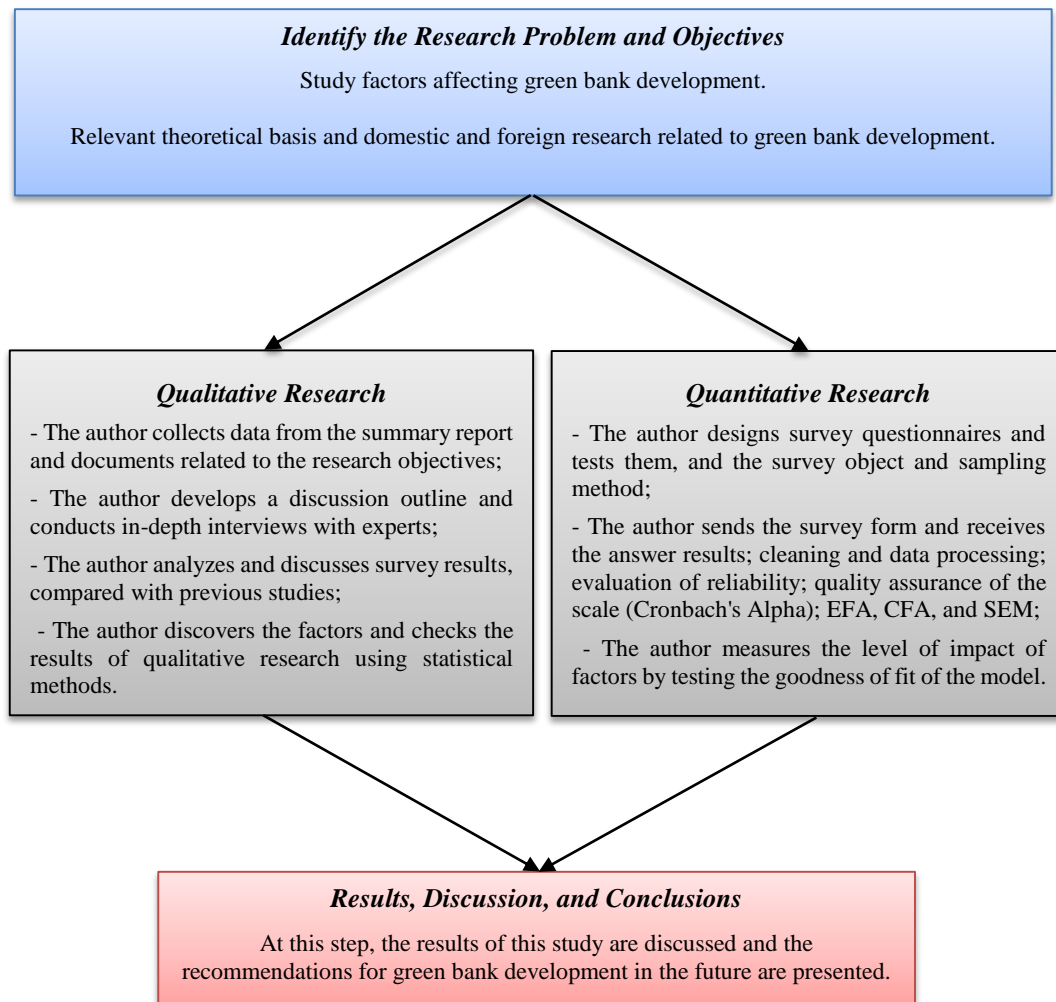 Identify the Research Problem and Objectives
Study factors affecting green bank development.
Relevant theoretical basis and domestic and foreign research related to green bank development.
Qualitative Research
- The author collects data from the summary report
and documents related to the research objectives;
- The author develops a discussion outline and
conducts in-depth interviews with experts;
- The author analyzes and discusses survey results,
compared with previous studies;
- The author discovers the factors and checks the
results of qualitative research using statistical
methods.
Quantitative Research
- The author designs survey questionnaires and
tests them, and the survey object and sampling
method;
- The author sends the survey form and receives
the answer results; cleaning and data processing;
evaluation of reliability; quality assurance of the
scale (Cronbach's Alpha); EFA, CFA, and SEM;
- The author measures the level of impact of
factors by testing the goodness of fit of the model.
Results, Discussion, and Conclusions
At this step, the results of this study are discussed and the
recommendations for green bank development in the future are presented.